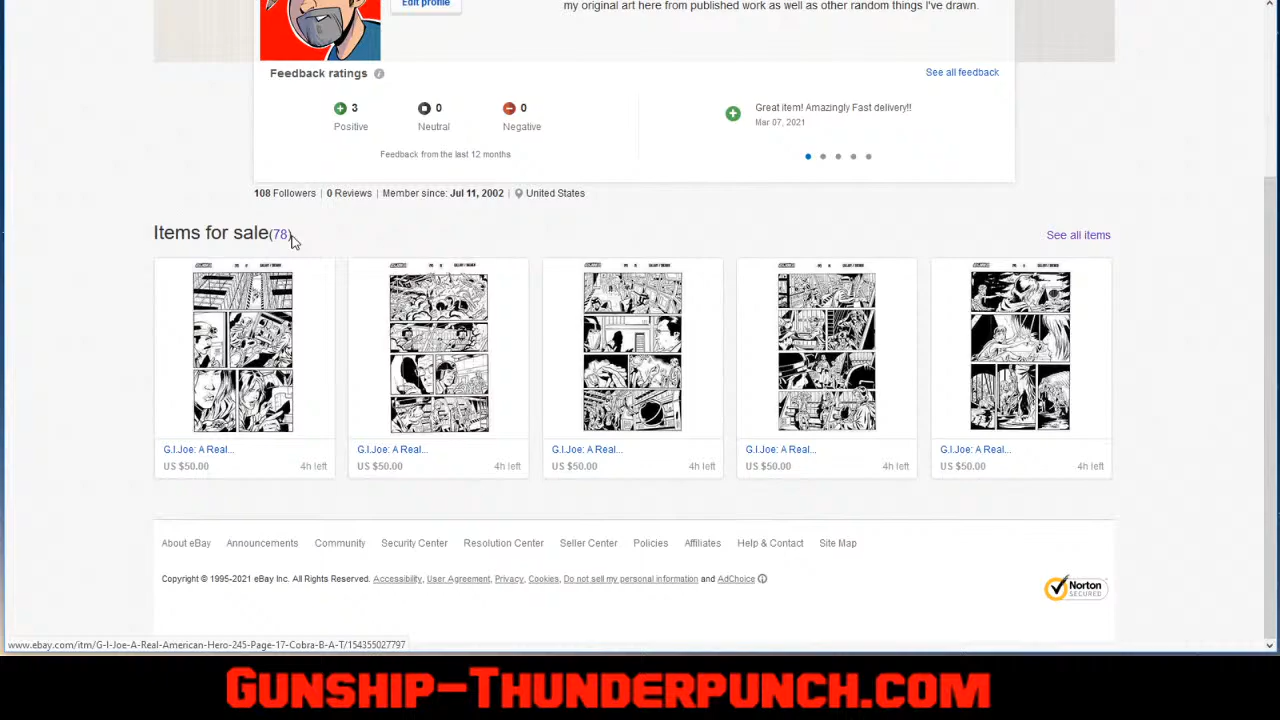 Edit profile
my original art here from published work as well as other random things I've drawn.
Feedback ratings
See all feedback
3
0
0
Positive
Neutral
Negative
Feedback from the last 12 months
Great item! Amazingly Fast delivery!!
Mar 07, 2021
108 Followers | 0 Reviews | Member since: Jul 11, 2002 | United States
Items for sale(78)
See all items
G.I.Joe: A Real...
US $50.00
4h left
G.I.Joe: A Real...
US $50.00
4h left
G.I.Joe: A Real...
US $50.00
4h left
G.I.Joe: A Real...
US $50.00
4h left
G.I.Joe: A Real...
US $50.00
4h left
About eBay Announcements Community Security Center Resolution Center Seller Center Policies Affiliates Help & Contact Site Map
Copyright © 1995-2021 eBay Inc. All Rights Reserved. Accessibility, User Agreement, Privacy, Cookies, Do not sell my personal information and AdChoice
Norton
SECURED
www.ebay.com/itm/G-I-Joe-A-Real-American-Hero-245-Page-17-Cobra-B-A-T/154355027797
GUNSHIP-THUNDERPUNCH.COM